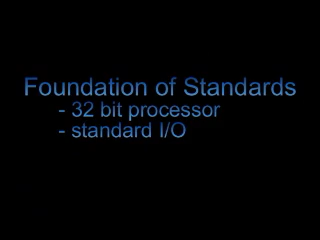 Foundation of Standards
- 32 bit processor
- standard I/O